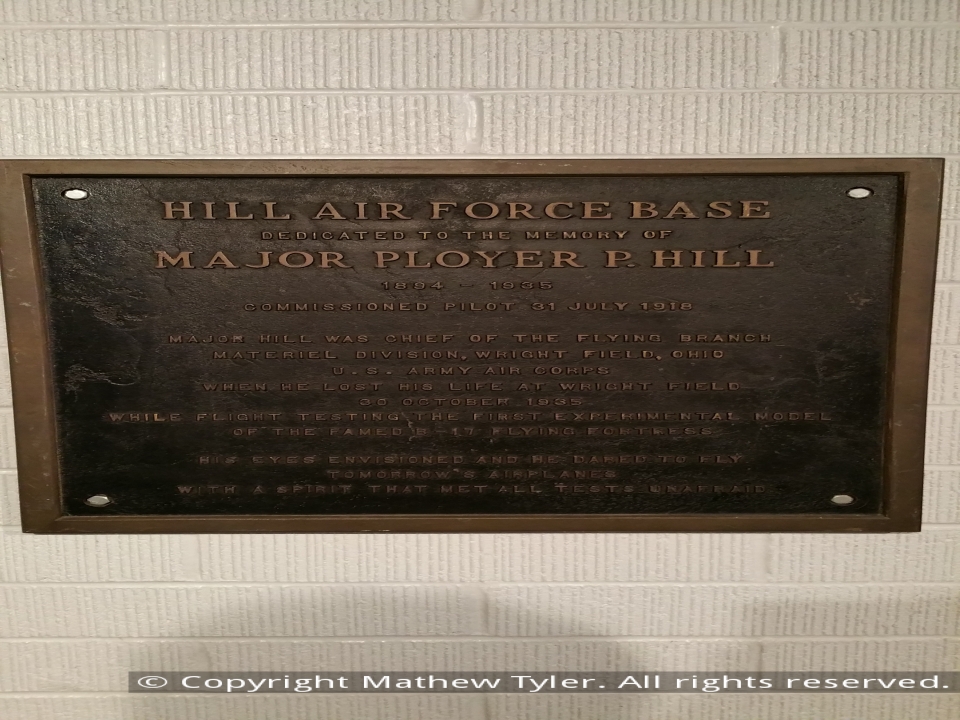 HILL AIR FORCE BASE
DEDICATED TO THE MEMORY OF
MAJOR PLOYER P. HILL
1894 - 1935
COMMISSIONED PILOT 31 JULY 1918
MAJOR HILL WAS CHIEF OF THE FLYING BRANCH
MATERIEL DIVISION, WRIGHT FIELD, OHIO
U. S. ARMY AIR CORPS
WHEN HE LOST HIS LIFE AT WRIGHT FIELD
30 OCTOBER 1935
WHILE FLIGHT TESTING THE FIRST EXPERIMENTAL MODEL
OF THE FAMED B-17 FLYING FORTRESS
HIS EYES ENVISIONED AND HE DARED TO FLY
TOMORROW'S AIRPLANES
WITH A SPIRIT THAT MET ALL TESTS UNAFRAID
© Copyright Mathew Tyler. All rights reserved.